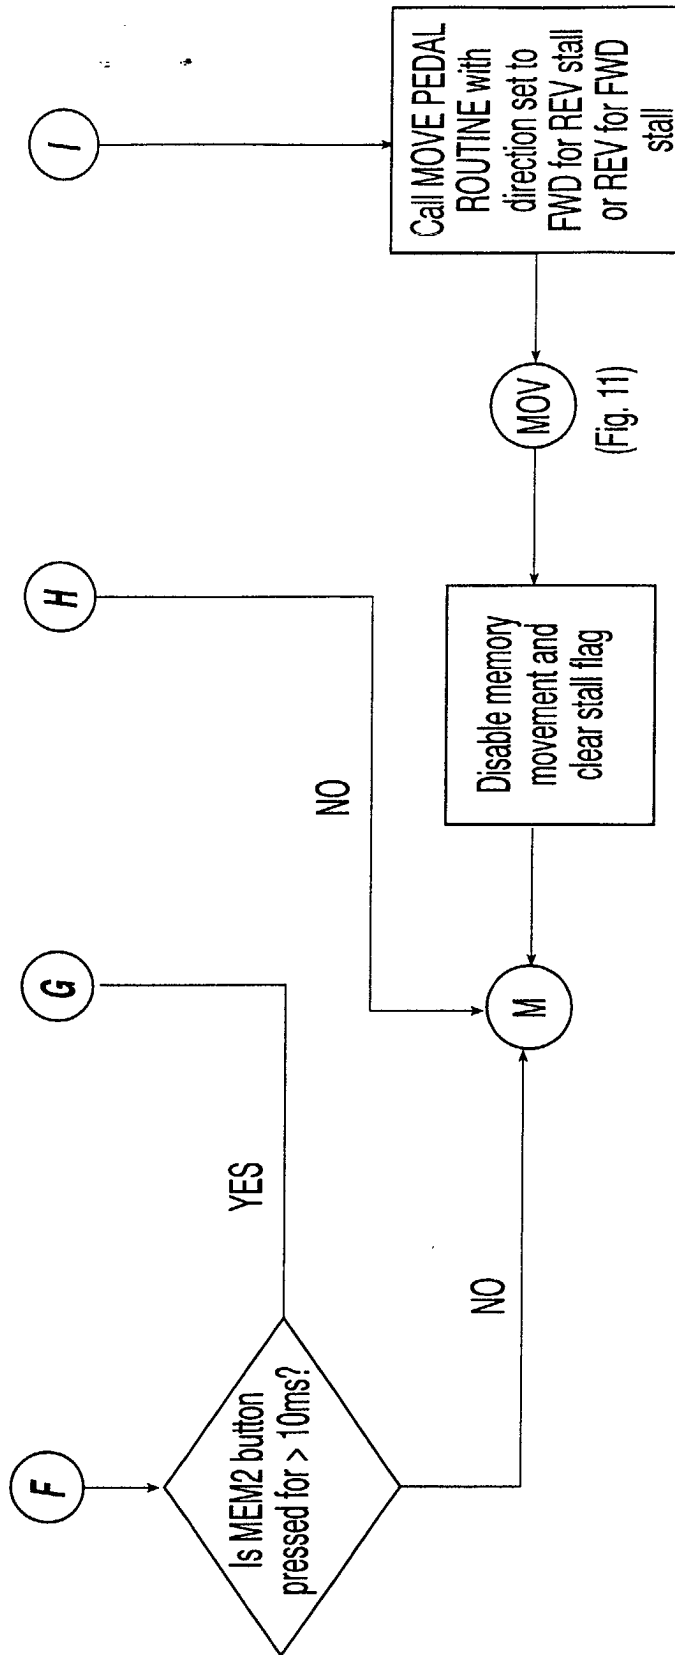 F
G
H
I
Is MEM2 button
pressed for > 10ms?
YES
NO
NO
M
Disable memory
movement and
clear stall flag
MOV
(Fig. 11)
Call MOVE PEDAL
ROUTINE with
direction set to
FWD for REV stall
or REV for FWD
stall